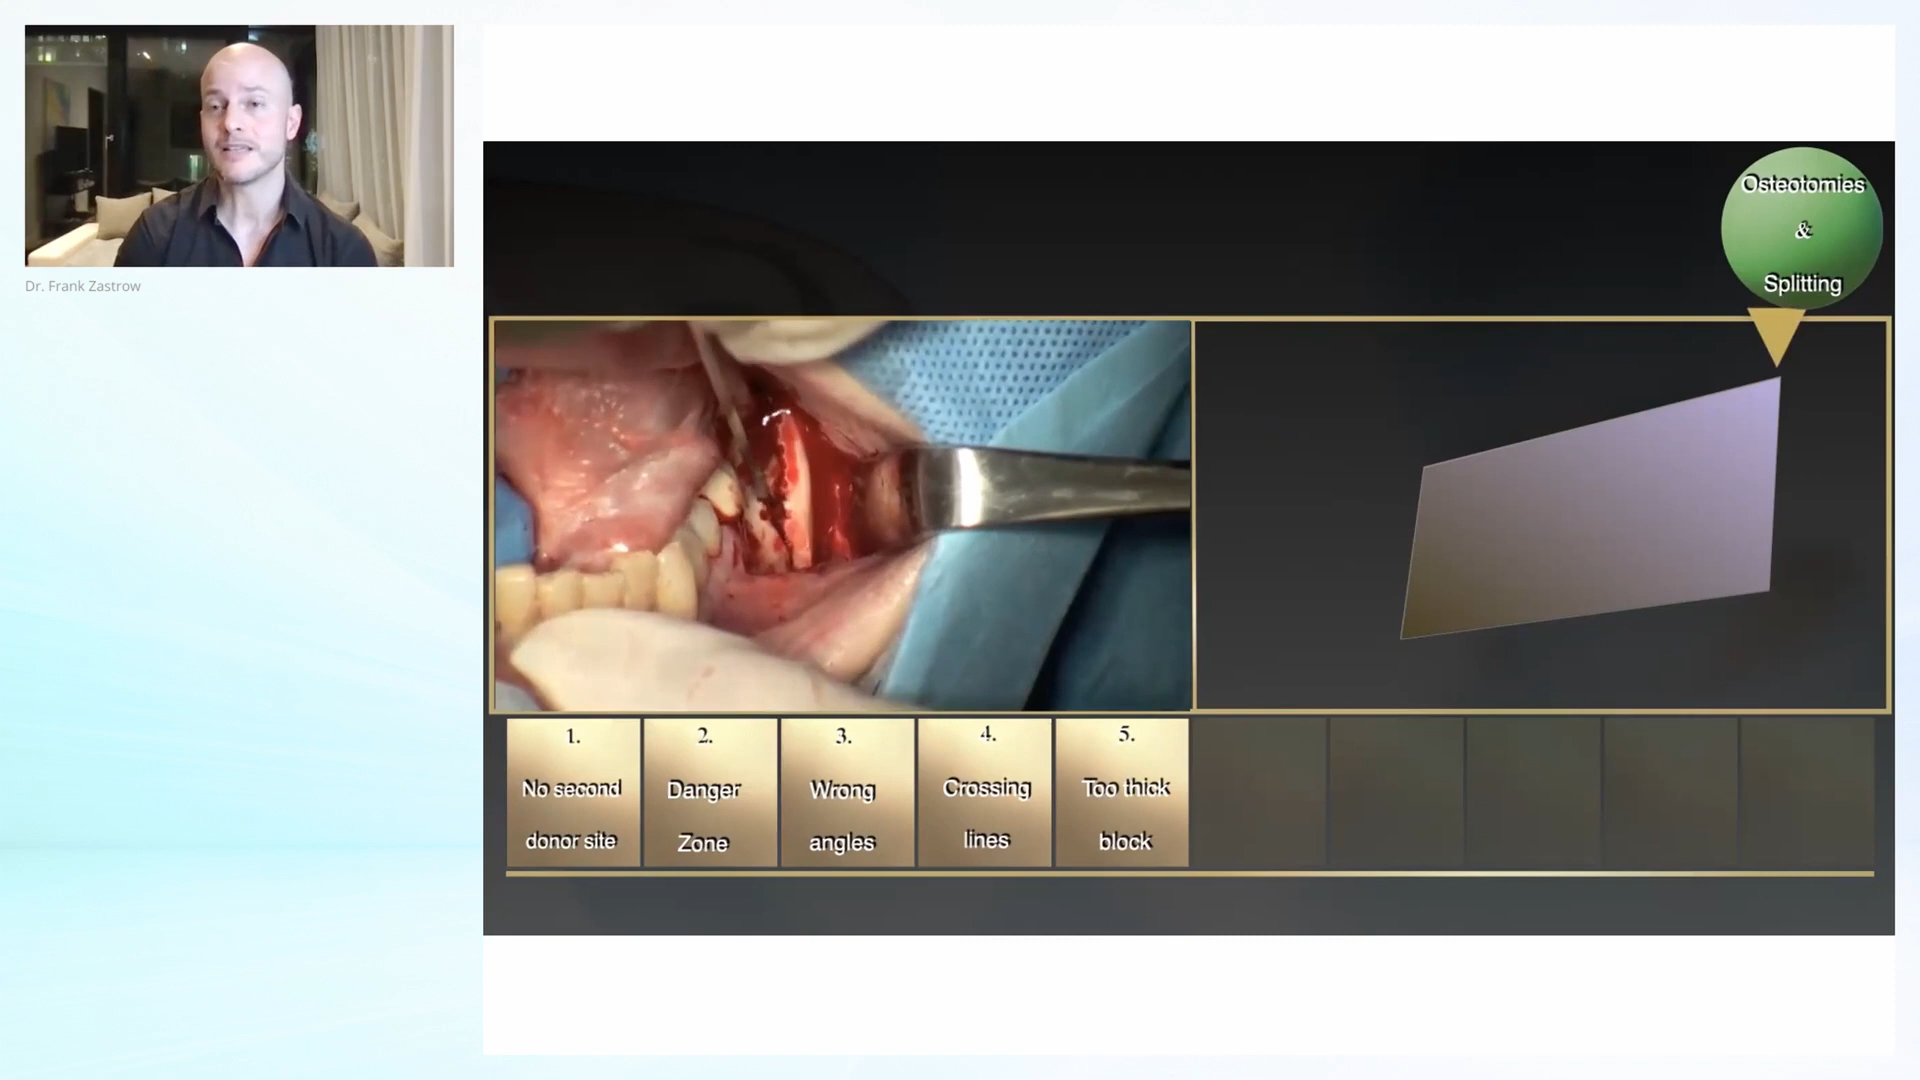 Dr. Frank Zastrow
Osteotomies
&
Splitting
1.
No second
donor site
2.
Danger
Zone
3.
Wrong
angles
4.
Crossing
lines
5.
Too thick
block